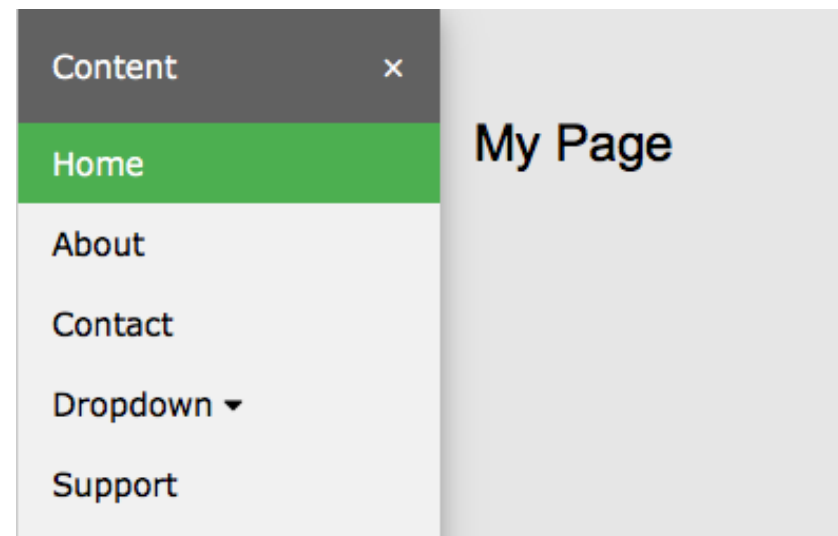 Content ×
Home
About
Contact
Dropdown
Support
My Page